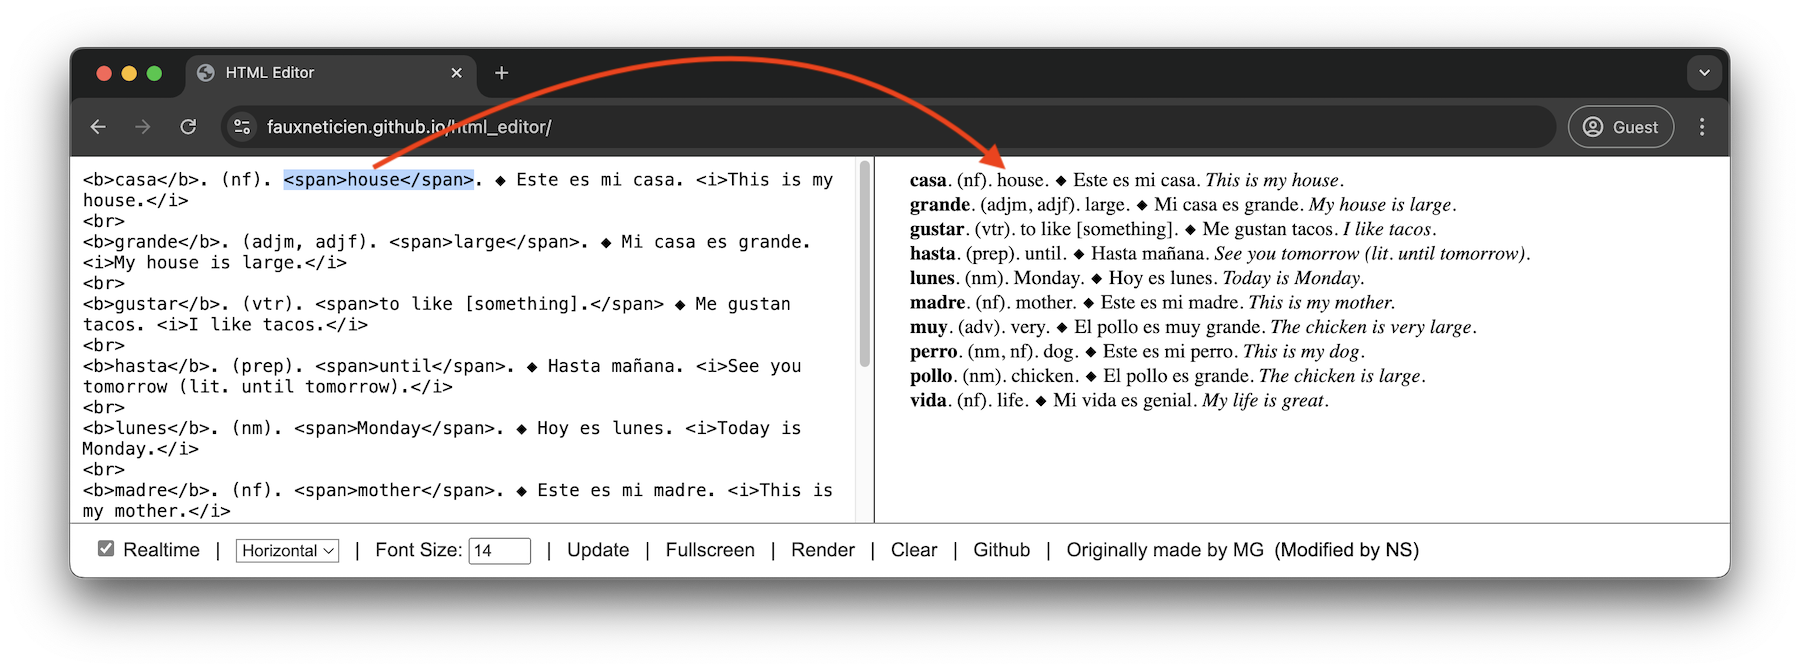 HTML Editor
fauxneticien.github.io/html_editor/
Guest
<b>casa</b>. (nf). <span>house</span>. ◆ Este es mi casa. <i>This is my
house.</i>
<br>
<b>grande</b>. (adjm, adjf). <span>large</span>. ◆ Mi casa es grande.
<i>My house is large.</i>
<br>
<b>gustar</b>. (vtr). <span>to like [something].</span> ◆ Me gustan
tacos. <i>I like tacos.</i>
<br>
<b>hasta</b>. (prep). <span>until</span>. ◆ Hasta mañana. <i>See you
tomorrow (lit. until tomorrow).</i>
<br>
<b>lunes</b>. (nm). <span>Monday</span>. ◆ Hoy es lunes. <i>Today is
Monday.</i>
<br>
<b>madre</b>. (nf). <span>mother</span>. ◆ Este es mi madre. <i>This is
my mother.</i>
casa. (nf). house. ◆ Este es mi casa. This is my house.
grande. (adjm, adjf). large. ◆ Mi casa es grande. My house is large.
gustar. (vtr). to like [something]. ◆ Me gustan tacos. I like tacos.
hasta. (prep). until. ◆ Hasta mañana. See you tomorrow (lit. until tomorrow).
lunes. (nm). Monday. ◆ Hoy es lunes. Today is Monday.
madre. (nf). mother. ◆ Este es mi madre. This is my mother.
muy. (adv). very. ◆ El pollo es muy grande. The chicken is very large.
perro. (nm, nf). dog. ◆ Este es mi perro. This is my dog.
pollo. (nm). chicken. ◆ El pollo es grande. The chicken is large.
vida. (nf). life. ◆ Mi vida es genial. My life is great.
Realtime | Horizontal | Font Size: 14 | Update | Fullscreen | Render | Clear | Github | Originally made by MG (Modified by NS)